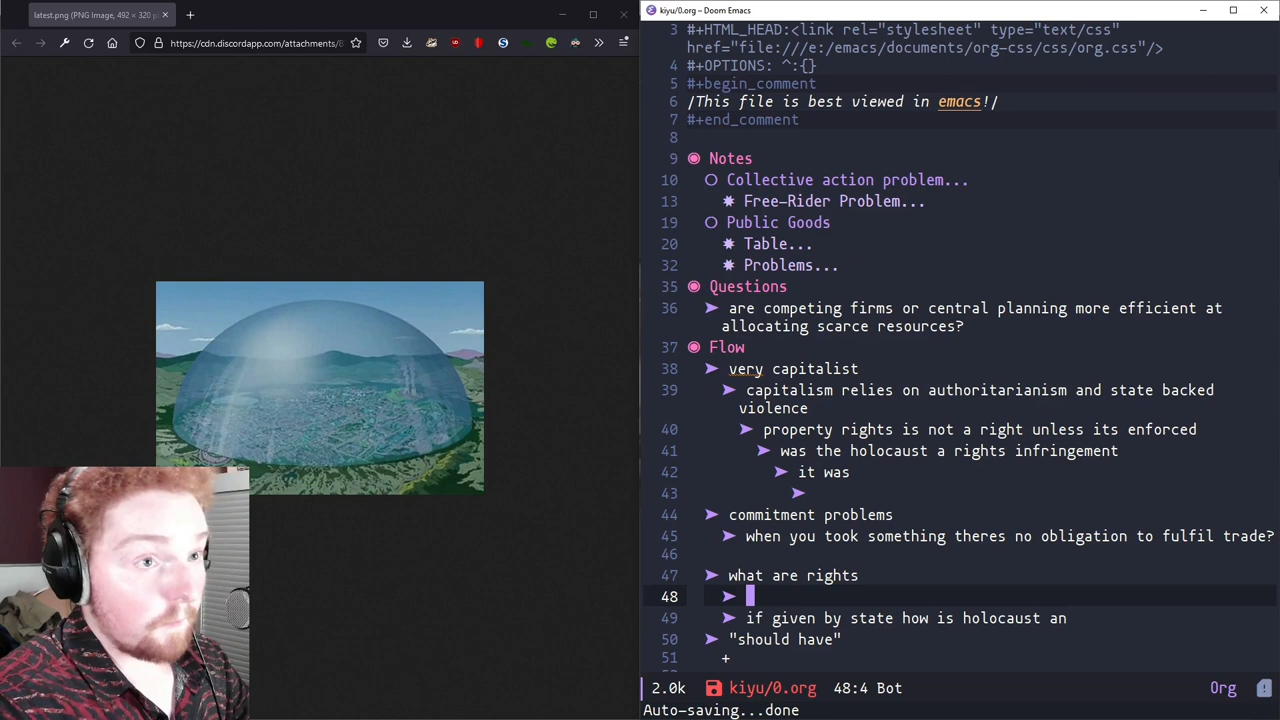 latest.png (PNG Image, 492 × 320 p
https://cdn.discordapp.com/attachments/8
kiyu/0.org – Doom Emacs
3 #+HTML_HEAD:<link rel="stylesheet" type="text/css"
href="file:///e:/emacs/documents/org-css/css/org.css"/>
4 #+OPTIONS: ^:{}
5 #+begin_comment
6 /This file is best viewed in emacs!/
7 #+end_comment
8
9 Notes
10 Collective action problem...
13 Free-Rider Problem...
19 Public Goods
20 Table...
32 Problems...
35 Questions
36 are competing firms or central planning more efficient at
allocating scarce resources?
37 Flow
38 very capitalist
39 capitalism relies on authoritarianism and state backed
violence
40 property rights is not a right unless its enforced
41 was the holocaust a rights infringement
42 it was
43
44 commitment problems
45 when you took something theres no obligation to fulfil trade?
46
47 what are rights
48
49 if given by state how is holocaust an
50 "should have"
51 +
2.0k kiyu/0.org 48:4 Bot Org
Auto-saving...done